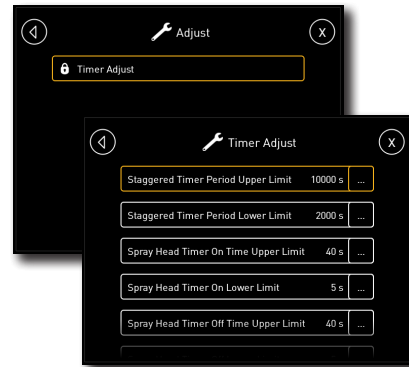 Adjust
X
Timer Adjust
Timer Adjust
X
Staggered Timer Period Upper Limit 10000 s ...
Staggered Timer Period Lower Limit 2000 s ...
Spray Head Timer On Time Upper Limit 40 s ...
Spray Head Timer On Lower Limit 5 s ...
Spray Head Timer Off Time Upper Limit 40 s ...